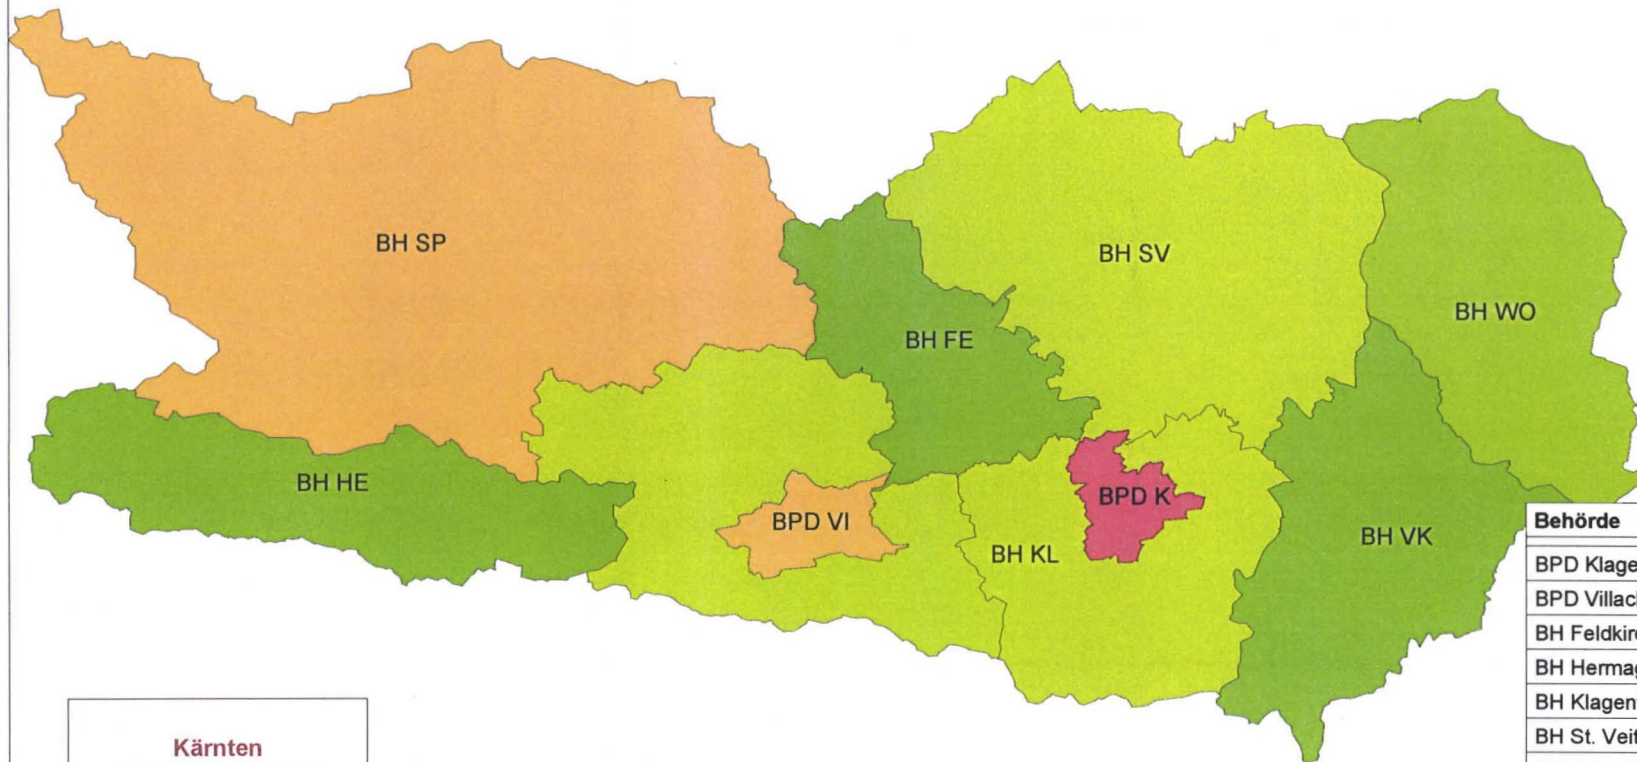 BH SP
BH SV
BH WO
BH FE
BH HE
BPD VI
BPD K
BH KL
BH VK
Behörde
BPD Klage
BPD Villac
BH Feldkir
BH Herma
BH Klagen
BH St. Veit
Kärnten